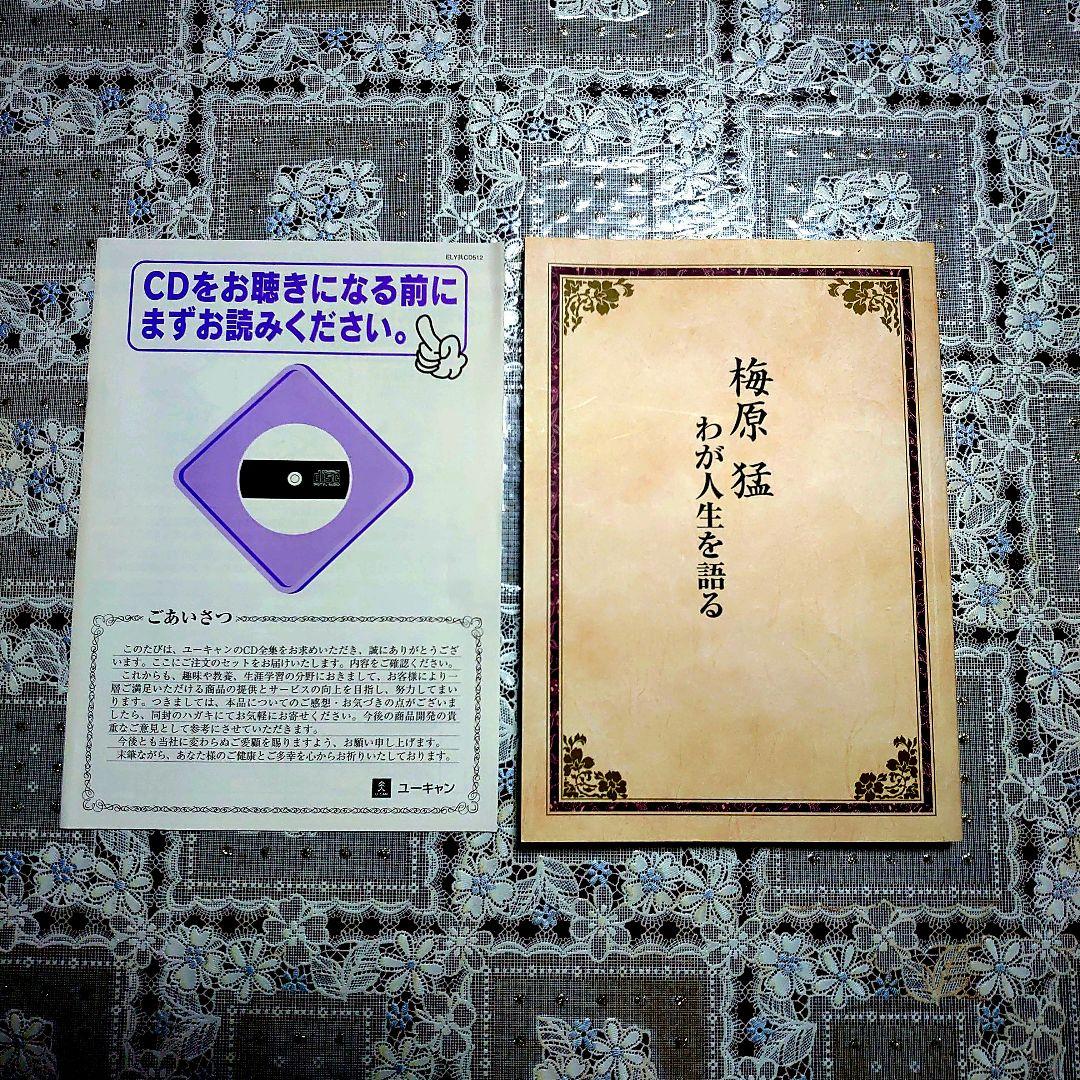 ELY共CD512
CDをお聴きになる前に
まずお読みください。
disc
DIGITAL AUDIO
ごあいさつ
このたびは、ユーキャンのCD全集をお求めいただき、誠にありがとうござ
います。ここにご注文のセットをお届けいたします。内容をご確認ください。
これからも、趣味や教養、生涯学習の分野におきまして、お客様により一
層ご満足いただける商品の提供とサービスの向上を目指し、努力してまい
ります。つきましては、本品についてのご感想・お気づきの点がございま
したら、同封のハガキにてお気軽にお寄せください。今後の商品開発の貴
重なご意見として参考にさせていただきます。
今後とも当社に変わらぬご愛顧を賜りますよう、お願い申し上げます。
末筆ながら、あなた様のご健康とご多幸を心からお祈りいたしております。
ユーキャン
梅原 猛
わが人生を語る